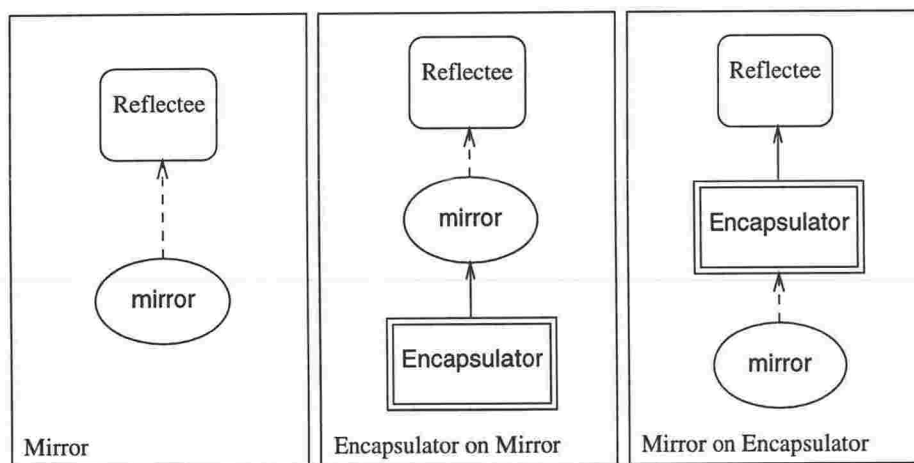 Reflectee
mirror
Mirror
Reflectee
mirror
Encapsulator
Encapsulator on Mirror
Reflectee
Encapsulator
mirror
Mirror on Encapsulator